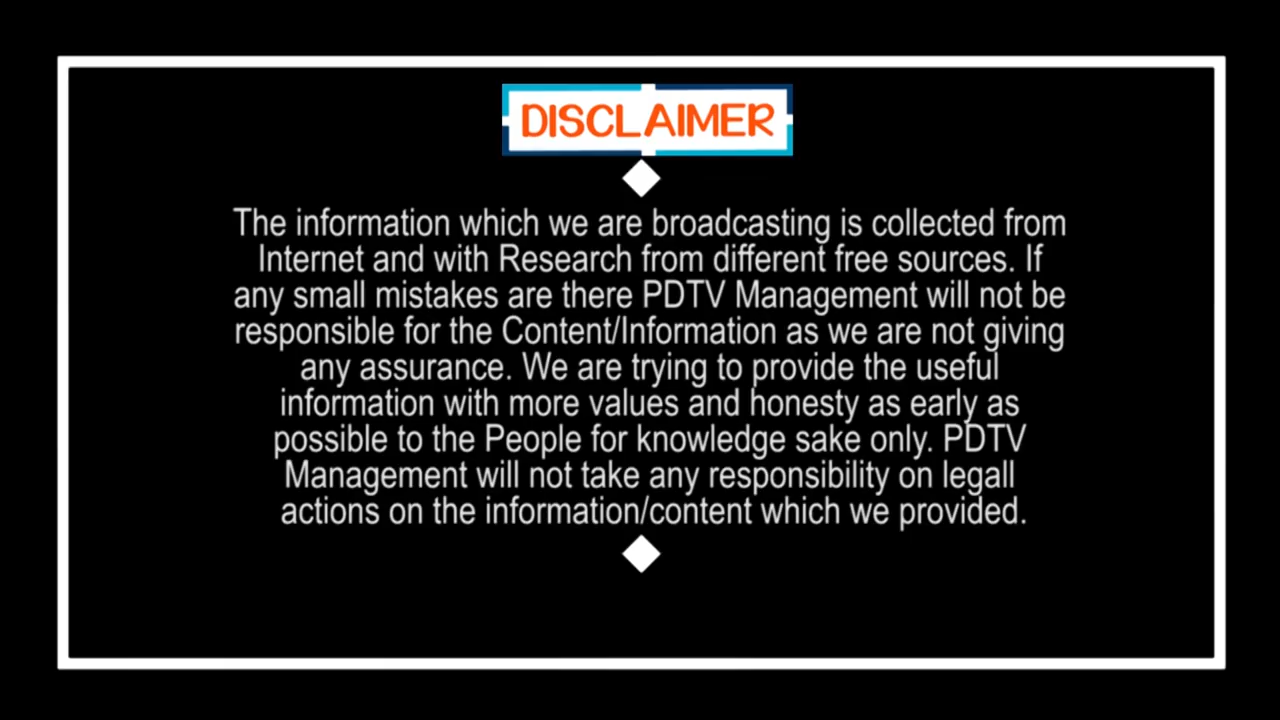 DISCLAIMER
The information which we are broadcasting is collected from
Internet and with Research from different free sources. If
any small mistakes are there PDTV Management will not be
responsible for the Content/Information as we are not giving
any assurance. We are trying to provide the useful
information with more values and honesty as early as
possible to the People for knowledge sake only. PDTV
Management will not take any responsibility on legall
actions on the information/content which we provided.